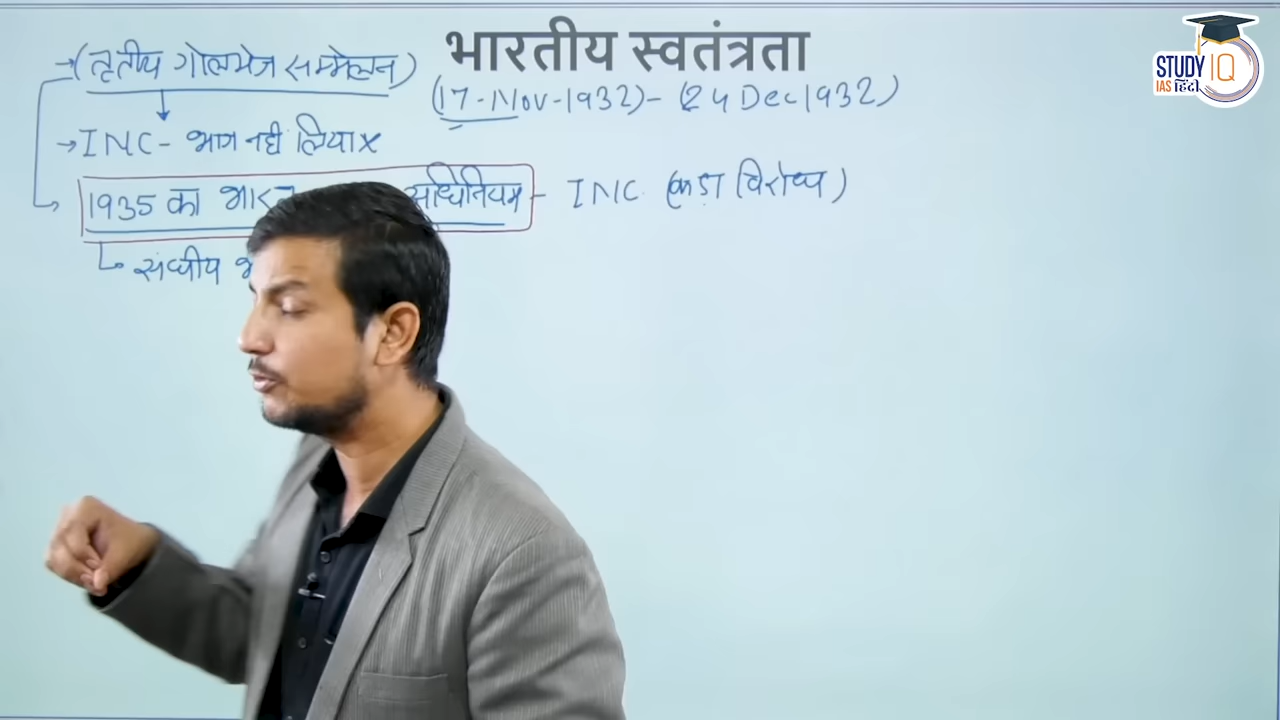 भारतीय स्वतंत्रता
STUDY IQ
IAS हिंदी
→(तृतीय गोलमेज सम्मेलन)
(17-Nov-1932)- (24 Dec 1932)
→INC- भाग नही लिया x
1935 का अधिनियम - INC (कड़ा विरोध)
संघीय